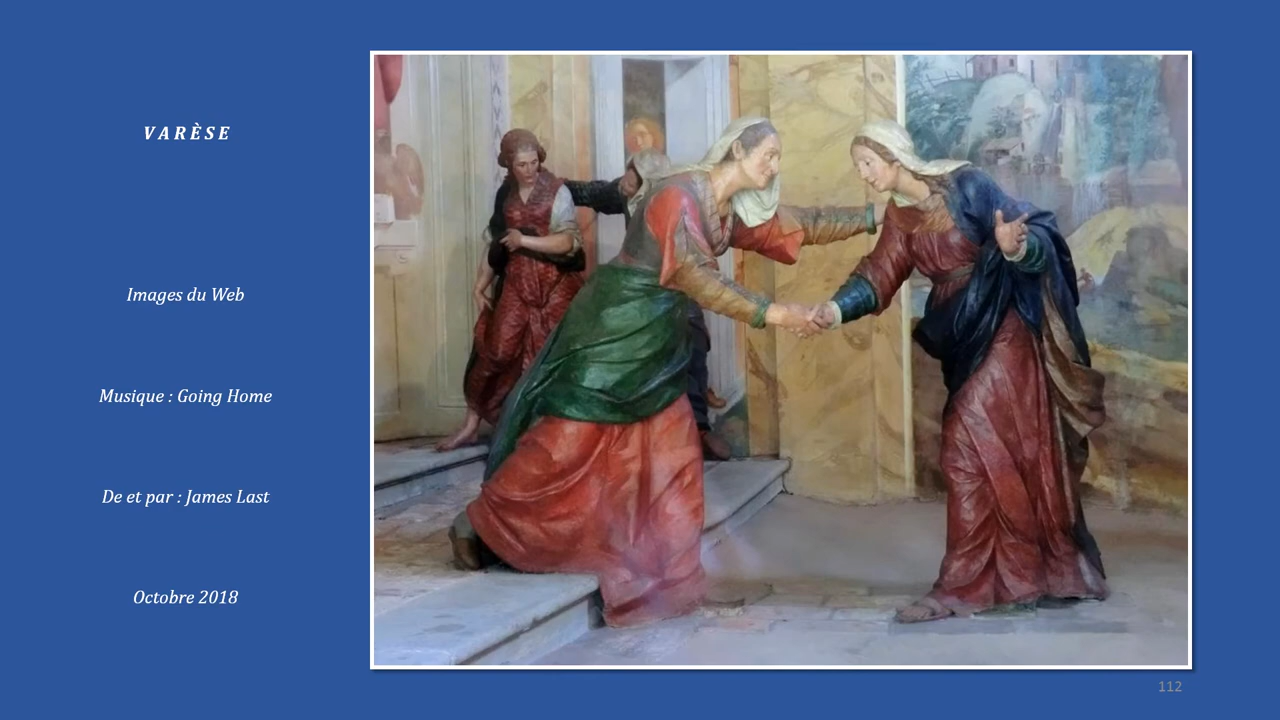 VARÈSE
Images du Web
Musique : Going Home
De et par : James Last
Octobre 2018
112